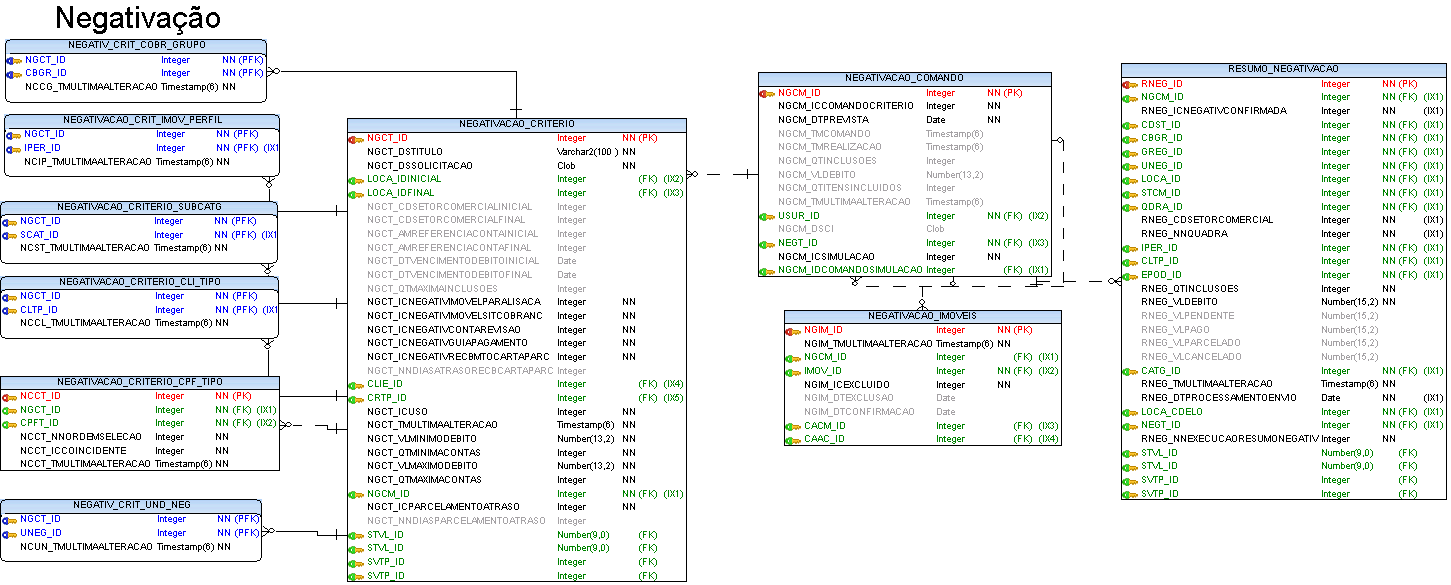 Negativação
NEGATIV_CRIT_COBR_GRUPO
NGCT_ID Integer NN (PFK)
CBGR_ID Integer NN (PFK)
NCCG_TMULTIMAALTERACAO Timestamp(6) NN
NEGATIVACAO_CRIT_IMOV_PERFIL
NGCT_ID Integer NN (PFK)
IPER_ID Integer NN (PFK) (IX1
NCIP_TMULTIMAALTERACAO Timestamp(6) NN
NEGATIVACAO_CRITERIO_SUBCATG
NGCT_ID Integer NN (PFK)
SCAT_ID Integer NN (PFK) (IX1
NCST_TMULTIMAALTERACAO Timestamp(6) NN
NEGATIVACAO_CRITERIO_CLI_TIPO
NGCT_ID Integer NN (PFK)
CLTP_ID Integer NN (PFK) (IX1
NCCL_TMULTIMAALTERACAO Timestamp(6) NN
NEGATIVACAO_CRITERIO_CPF_TIPO
NCCT_ID Integer NN (PK)
NGCT_ID Integer NN (FK) (IX1)
CPFT_ID Integer NN (FK) (IX2)
NCCT_NNORDEMSELECAO Integer NN
NCCT_ICCOINCIDENTE Integer NN
NCCT_TMULTIMAALTERACAO Timestamp(6) NN
NEGATIV_CRIT_UND_NEG
NGCT_ID Integer NN (PFK)
UNEG_ID Integer NN (PFK)
NCUN_TMULTIMAALTERACAO Timestamp(6) NN
NEGATIVACAO_CRITERIO
NGCT_ID Integer NN (PK)
NGCT_DSTITULO Varchar2(100 ) NN
NGCT_DSSOLICITACAO Clob NN
LOCA_IDINICIAL Integer (FK) (IX2)
LOCA_IDFINAL Integer (FK) (IX3)
NGCT_CDSETORCOMERCIALINICIAL Integer
NGCT_CDSETORCOMERCIALFINAL Integer
NGCT_AMREFERENCIACONTAINICIAL Integer
NGCT_AMREFERENCIACONTAFINAL Integer
NGCT_DTVENCIMENTODEBITOINICIAL Date
NGCT_DTVENCIMENTODEBITOFINAL Date
NGCT_QTMAXIMAINCLUSOES Integer
NGCT_ICNEGATIVIMOVELPARALISACA Integer NN
NGCT_ICNEGATIVIMOVELSITCOBRANC Integer NN
NGCT_ICNEGATIVCONTAREVISAO Integer NN
NGCT_ICNEGATIVGUIAPAGAMENTO Integer NN
NGCT_ICNEGATIVRECBMTOCARTAPARC Integer NN
NGCT_NNDIASATRASORECBCARTAPARC Integer
CLIE_ID Integer (FK) (IX4)
CRTP_ID Integer (FK) (IX5)
NGCT_ICUSO Integer NN
NGCT_TMULTIMAALTERACAO Timestamp(6) NN
NGCT_VLMINIMODEBITO Number(13,2) NN
NGCT_QTMINIMACONTAS Integer NN
NGCT_VLMAXIMODEBITO Number(13,2) NN
NGCT_QTMAXIMACONTAS Integer NN
NGCM_ID Integer NN (FK) (IX1)
NGCT_ICPARCELAMENTOATRASO Integer NN
NGCT_NNDIASPARCELAMENTOATRASO Integer
STVL_ID Number(9,0) (FK)
STVL_ID Number(9,0) (FK)
SVTP_ID Integer (FK)
SVTP_ID Integer (FK)
NEGATIVACAO_COMANDO
NGCM_ID Integer NN (PK)
NGCM_ICCOMANDOCRITERIO Integer NN
NGCM_DTPREVISTA Date NN
NGCM_TMCOMANDO Timestamp(6)
NGCM_TMREALIZACAO Timestamp(6)
NGCM_QTINCLUSOES Integer
NGCM_VLDEBITO Number(13,2)
NGCM_QTITENSINCLUIDOS Integer
NGCM_TMULTIMAALTERACAO Timestamp(6)
USUR_ID Integer NN (FK) (IX2)
NGCM_DSCI Clob
NEGT_ID Integer NN (FK) (IX3)
NGCM_ICSIMULACAO Integer NN
NGCM_IDCOMANDOSIMULACAO Integer (FK) (IX1)
NEGATIVACAO_IMOVEIS
NGIM_ID Integer NN (PK)
NGIM_TMULTIMAALTERACAO Timestamp(6) NN
NGCM_ID Integer (FK) (IX1)
IMOV_ID Integer NN (FK) (IX2)
NGIM_ICEXCLUIDO Integer NN
NGIM_DTEXCLUSAO Date
NGIM_DTCONFIRMACAO Date
CACM_ID Integer (FK) (IX3)
CAAC_ID Integer (FK) (IX4)
RESUMO_NEGATIVACAO
RNEG_ID Integer NN (PK)
NGCM_ID Integer NN (FK) (IX1)
RNEG_ICNEGATIVCONFIRMADA Integer NN (IX1)
CDST_ID Integer NN (FK) (IX1)
CBGR_ID Integer NN (FK) (IX1)
GREG_ID Integer NN (FK) (IX1)
UNEG_ID Integer NN (FK) (IX1)
LOCA_ID Integer NN (FK) (IX1)
STCM_ID Integer NN (FK) (IX1)
QDRA_ID Integer NN (FK) (IX1)
RNEG_CDSETORCOMERCIAL Integer NN (IX1)
RNEG_NNQUADRA Integer NN (IX1)
IPER_ID Integer NN (FK) (IX1)
CLTP_ID Integer NN (FK) (IX1)
EPOD_ID Integer NN (FK) (IX1)
RNEG_QTINCLUSOES Integer NN
RNEG_VLDEBITO Number(15,2) NN
RNEG_VLPENDENTE Number(15,2)
RNEG_VLPAGO Number(15,2)
RNEG_VLPARCELADO Number(15,2)
RNEG_VLCANCELADO Number(15,2)
CATG_ID Integer NN (FK) (IX1)
RNEG_TMULTIMAALTERACAO Timestamp(6) NN
RNEG_DTPROCESSAMENTOENVIO Date NN (IX1)
LOCA_CDELO Integer NN (FK) (IX1)
NEGT_ID Integer NN (FK) (IX1)
RNEG_NNEXECUCAORESUMONEGATIV Integer NN
STVL_ID Number(9,0) (FK)
STVL_ID Number(9,0) (FK)
SVTP_ID Integer (FK)
SVTP_ID Integer (FK)